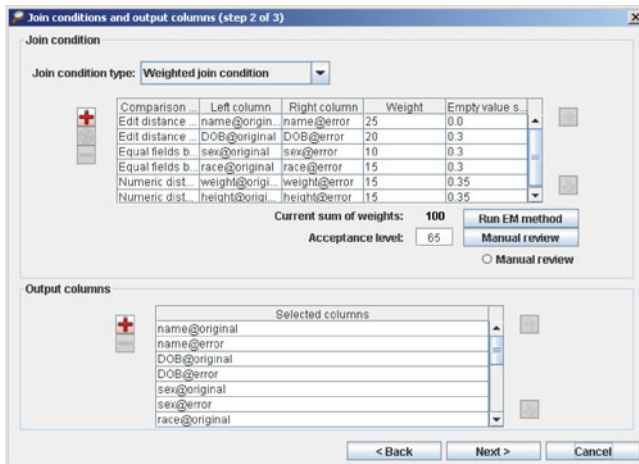 Join conditions and output columns (step 2 of 3)
Join condition
Join condition type: Weighted join condition
Comparison ... Left column Right column Weight Empty value s...
Edit distance ... name@origin... name@error 25 0.0
Edit distance ... DOB@original DOB@error 20 0.3
Equal fields b... sex@original sex@error 10 0.3
Equal fields b... race@original race@error 15 0.3
Numeric dist... weight@origi... weight@error 15 0.35
Numeric dist... height@origi... height@error 15 0.35
Current sum of weights: 100 Run EM method
Acceptance level: 65 Manual review
Manual review
Output columns
Selected columns
name@original
name@error
DOB@original
DOB@error
sex@original
sex@error
race@original
< Back Next > Cancel